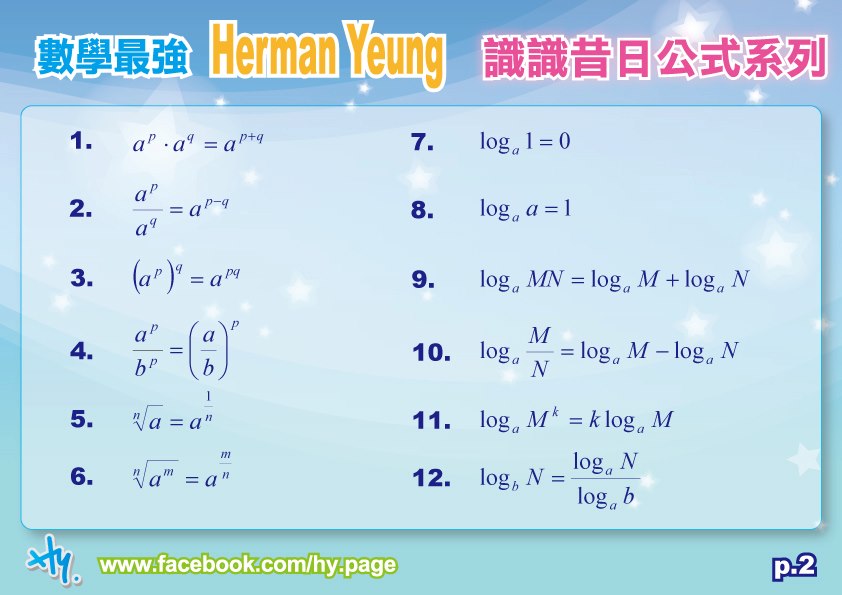 數學最強 Herman Yeung 識識昔日公式系列
1. a^p · a^q = a^{p+q}
2. \frac{a^p}{a^q} = a^{p−q}
3. (a^p)^q = a^{pq}
4. \frac{a^p}{b^p} = \left(\frac{a}{b}\right)^p
5. \sqrt[n]{a} = a^{\frac{1}{n}}
6. \sqrt[n]{a^m} = a^{\frac{m}{n}}
7. log_a 1 = 0
8. log_a a = 1
9. log_a MN = log_a M + log_a N
10. log_a \frac{M}{N} = log_a M − log_a N
11. log_a M^k = k log_a M
12. log_b N = \frac{log_a N}{log_a b}
Hy.
www.facebook.com/hy.page
p.2